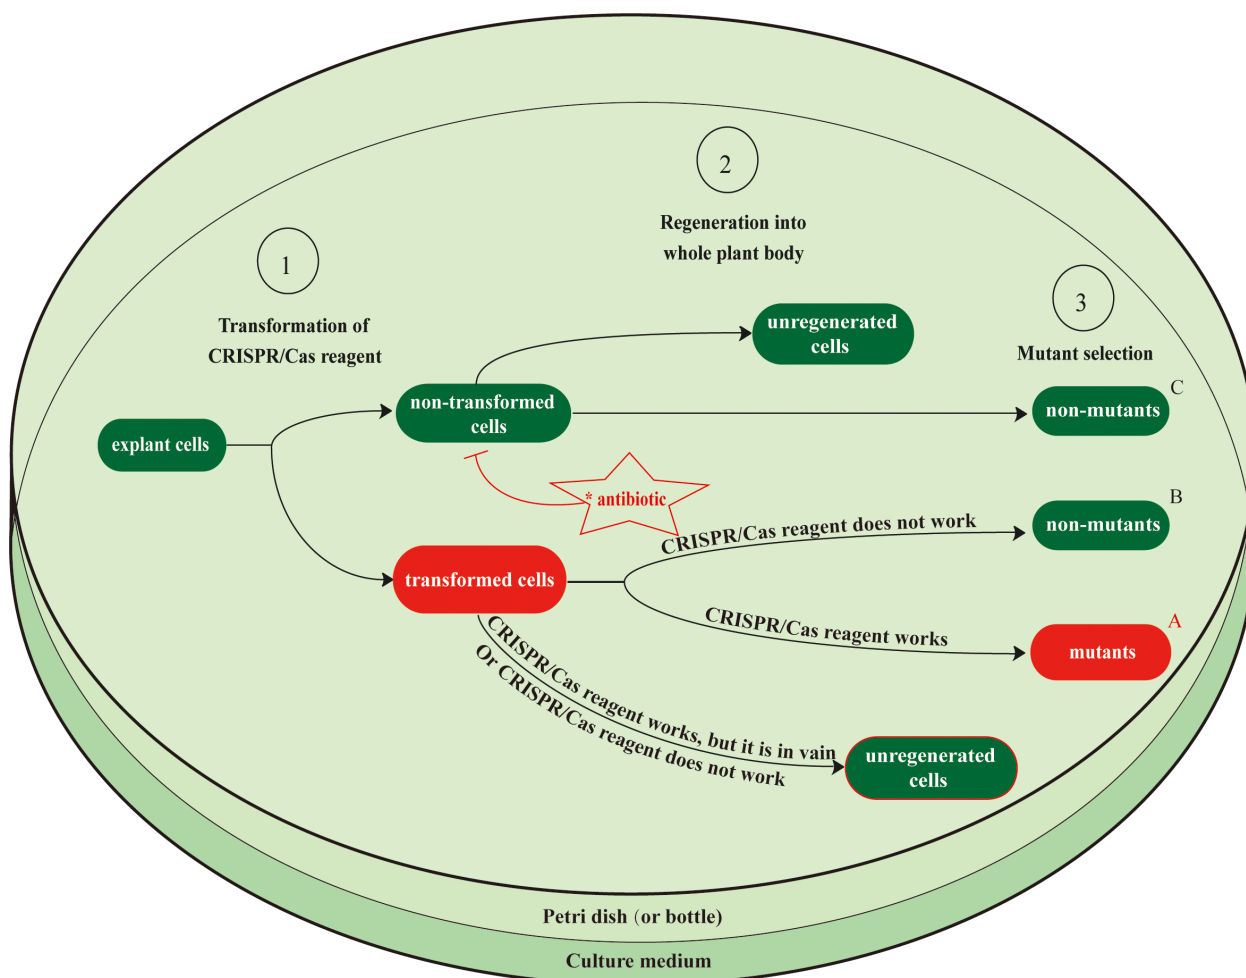 1
Transformation of
CRISPR/Cas reagent
2
Regeneration into
whole plant body
3
Mutant selection
explant cells
non-transformed
cells
unregenerated
cells
C
non-mutants
* antibiotic
transformed cells
CRISPR/Cas reagent does not work
B
non-mutants
CRISPR/Cas reagent works
A
mutants
CRISPR/Cas reagent works, but it is in vain
Or CRISPR/Cas reagent does not work
unregenerated
cells
Petri dish (or bottle)
Culture medium